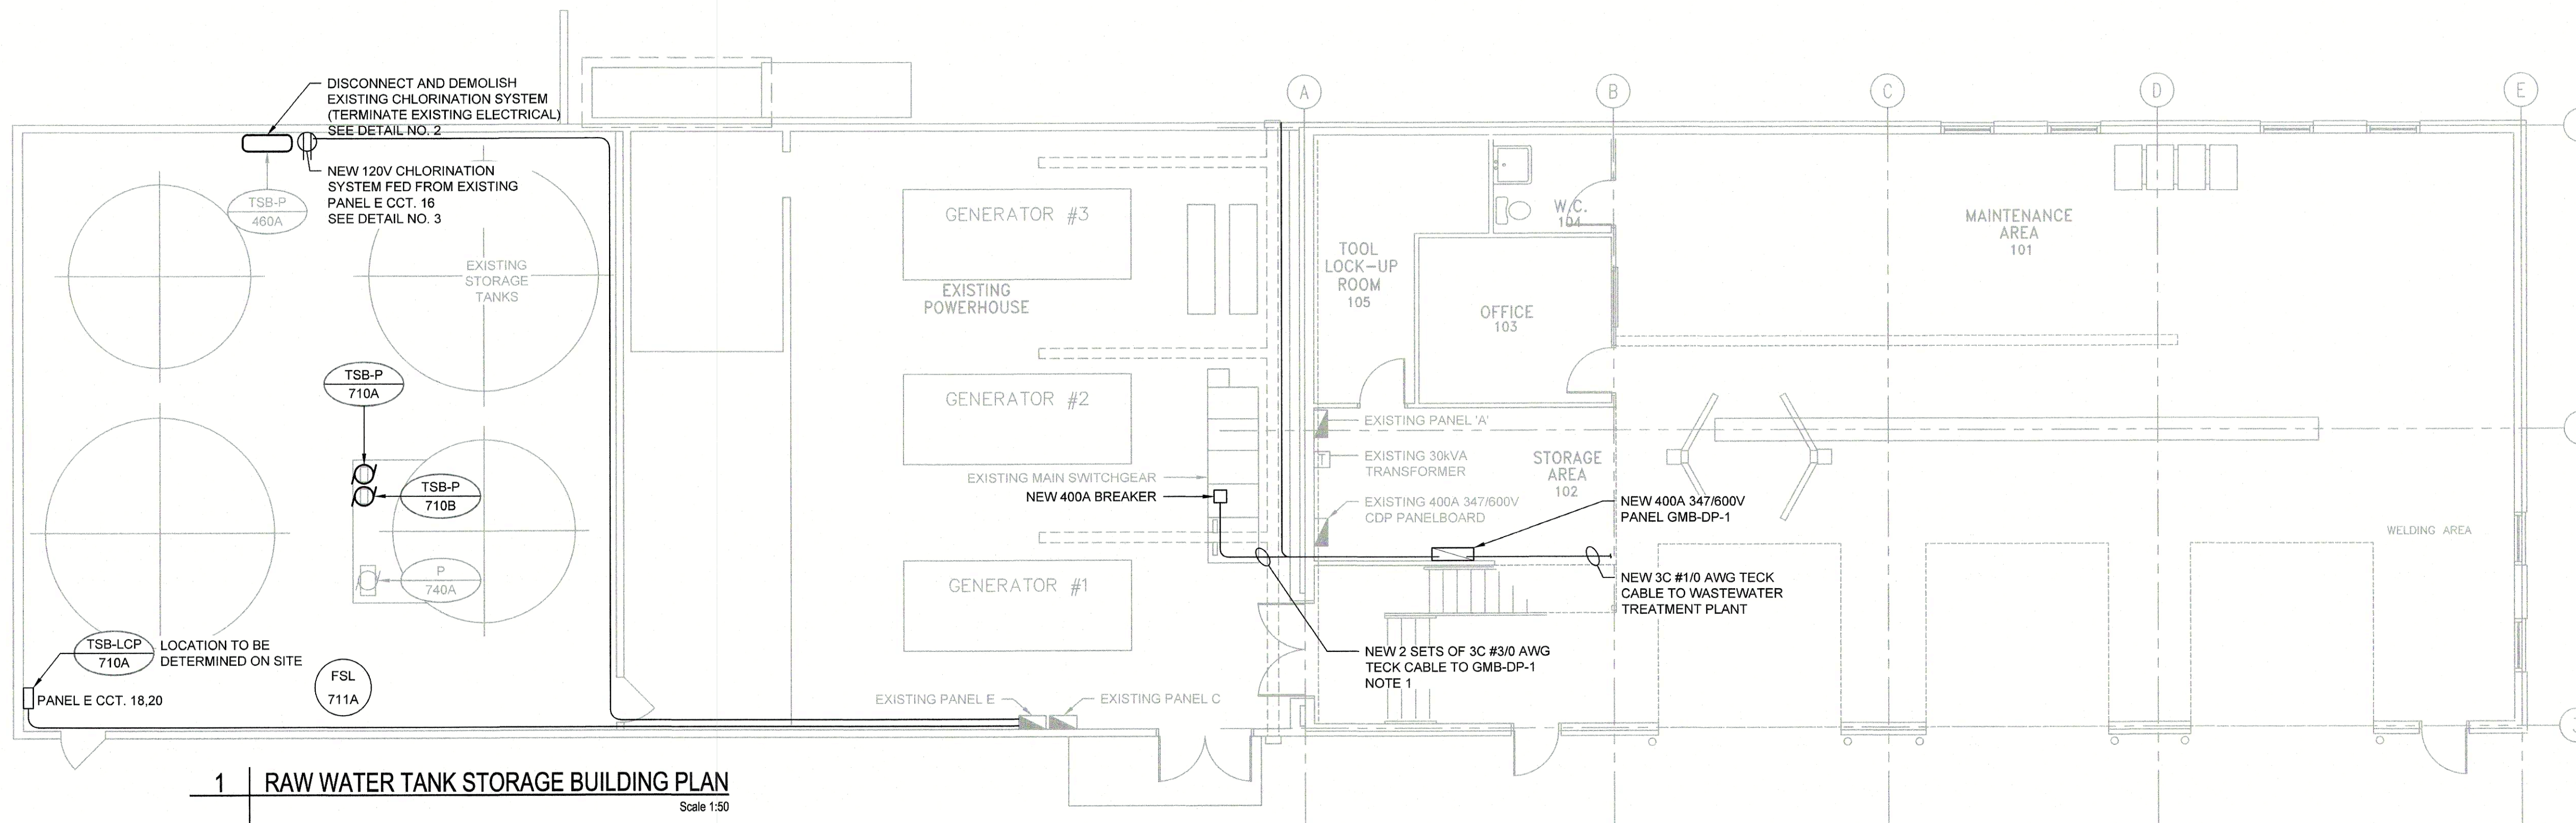 DISCONNECT AND DEMOLISH
EXISTING CHLORINATION SYSTEM
(TERMINATE EXISTING ELECTRICAL)
SEE DETAIL NO. 2
NEW 120V CHLORINATION
SYSTEM FED FROM EXISTING
PANEL E CCT. 16
SEE DETAIL NO. 3
TSB-P
460A
EXISTING
STORAGE
TANKS
TSB-P
710A
TSB-P
710B
P
740A
TSB-LCP
710A
LOCATION TO BE
DETERMINED ON SITE
FSL
711A
PANEL E CCT. 18,20
GENERATOR #3
EXISTING
POWERHOUSE
GENERATOR #2
EXISTING MAIN SWITCHGEAR
NEW 400A BREAKER
GENERATOR #1
EXISTING PANEL E
EXISTING PANEL C
A
B
C
D
E
TOOL
LOCK-UP
ROOM
105
W.C.
104
OFFICE
103
MAINTENANCE
AREA
101
EXISTING PANEL 'A'
EXISTING 30kVA
TRANSFORMER
T
STORAGE
AREA
102
EXISTING 400A 347/600V
CDP PANELBOARD
NEW 400A 347/600V
PANEL GMB-DP-1
WELDING AREA
NEW 3C #1/0 AWG TECK
CABLE TO WASTEWATER
TREATMENT PLANT
NEW 2 SETS OF 3C #3/0 AWG
TECK CABLE TO GMB-DP-1
NOTE 1
1
RAW WATER TANK STORAGE BUILDING PLAN
Scale 1:50